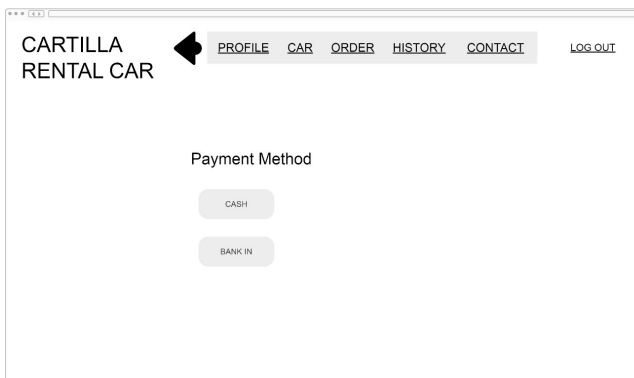 CARTILLA
RENTAL CAR
PROFILE CAR ORDER HISTORY CONTACT
LOG OUT
Payment Method
CASH
BANK IN